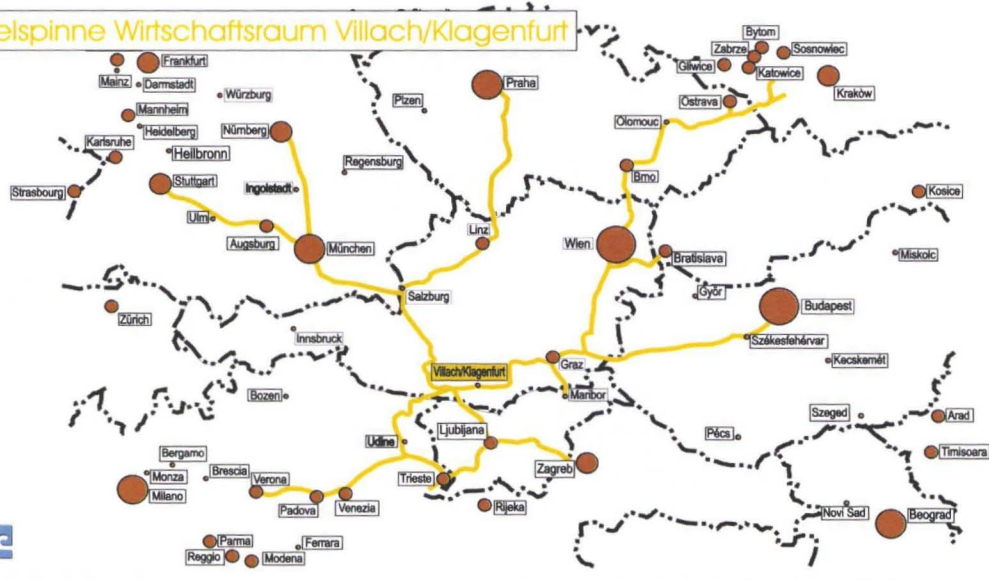 elspinne Wirtschaftsraum Villach/Klagenfurt
Bytom
Zabrze
Sosnowiec
Gliwice
Katowice
Kraków
Frankfurt
Mainz
Darmstadt
Würzburg
Praha
Plzen
Ostrava
Mannheim
Heidelberg
Nürnberg
Olomouc
Karlsruhe
Heilbronn
Regensburg
Brno
Strasbourg
Stuttgart
Ingolstadt
Kosice
Ulm
Augsburg
München
Linz
Wien
Bratislava
Miskolc
Salzburg
Györ
Zürich
Budapest
Innsbruck
Székesfehérvar
Graz
Kecskemét
Villach/Klagenfurt
Bozen
Maribor
Szeged
Arad
Udine
Ljubljana
Pécs
Timisoara
Bergamo
Monza
Brescia
Verona
Trieste
Zagreb
Milano
Padova
Venezia
Rijeka
Novi Sad
Beograd
Parma
Ferrara
Reggio
Modena